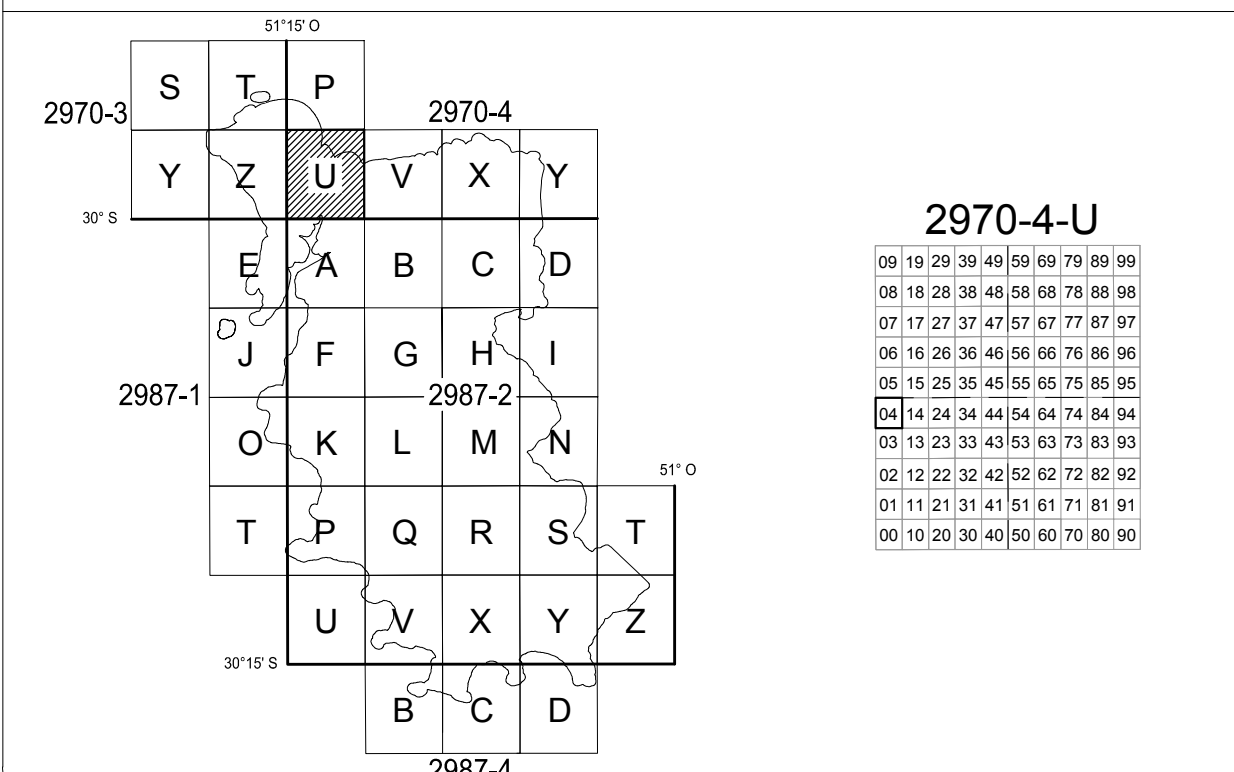 51°15' O
S T P
2970-3 2970-4
Y Z U V X Y
30° S
E A B C D
J F G H I
2987-1 2987-2
O K L M N
51° O
T P Q R S T
U V X Y Z
30°15' S
B C D
2987-4
2970-4-U
09 19 29 39 49 59 69 79 89 99
08 18 28 38 48 58 68 78 88 98
07 17 27 37 47 57 67 77 87 97
06 16 26 36 46 56 66 76 86 96
05 15 25 35 45 55 65 75 85 95
04 14 24 34 44 54 64 74 84 94
03 13 23 33 43 53 63 73 83 93
02 12 22 32 42 52 62 72 82 92
01 11 21 31 41 51 61 71 81 91
00 10 20 30 40 50 60 70 80 90